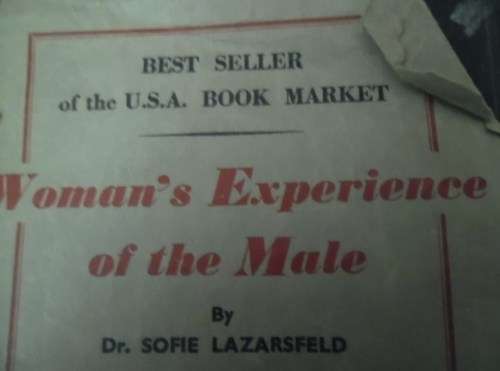 BEST SELLER
of the U.S.A. BOOK MARKET
Woman's Experience
of the Male
By
Dr. SOFIE LAZARSFELD